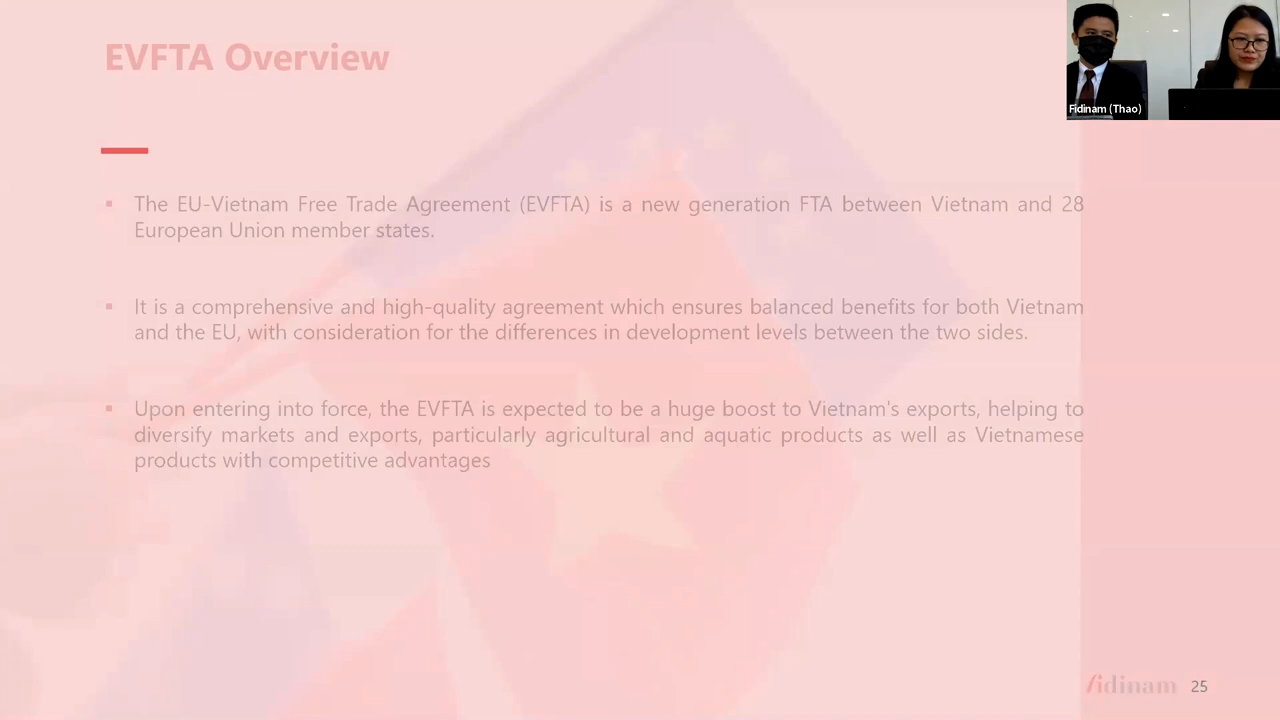 EVFTA Overview
Fidinam (Thao)
▪ The EU-Vietnam Free Trade Agreement (EVFTA) is a new generation FTA between Vietnam and 28
European Union member states.
▪ It is a comprehensive and high-quality agreement which ensures balanced benefits for both Vietnam
and the EU, with consideration for the differences in development levels between the two sides.
▪ Upon entering into force, the EVFTA is expected to be a huge boost to Vietnam's exports, helping to
diversify markets and exports, particularly agricultural and aquatic products as well as Vietnamese
products with competitive advantages
fidinam 25